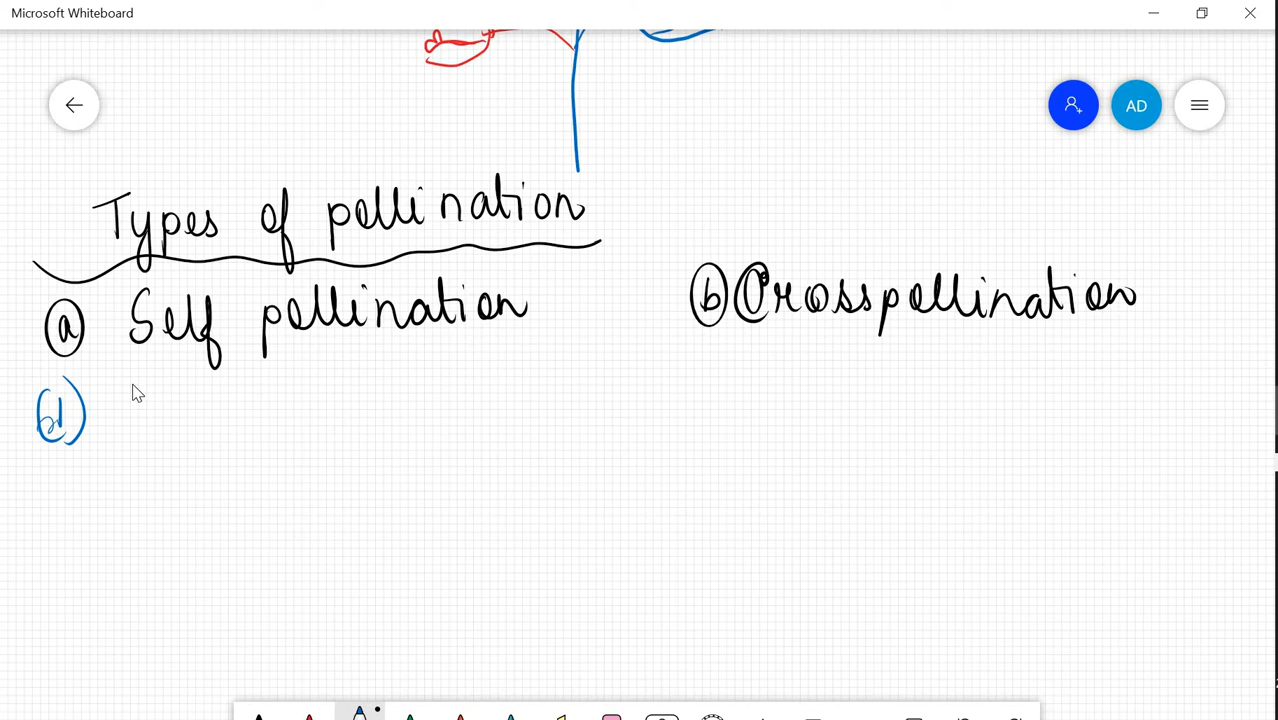 Microsoft Whiteboard
AD
Types of pollination
(a) Self pollination
(b) Crosspollination